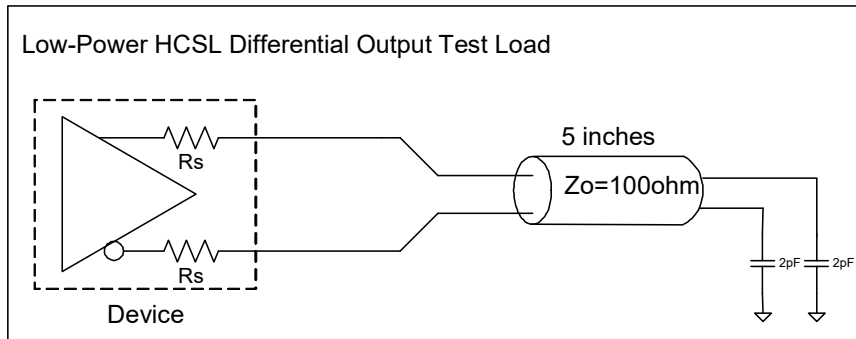 Low-Power HCSL Differential Output Test Load
Rs
Rs
Device
5 inches
Zo=100ohm
2pF
2pF